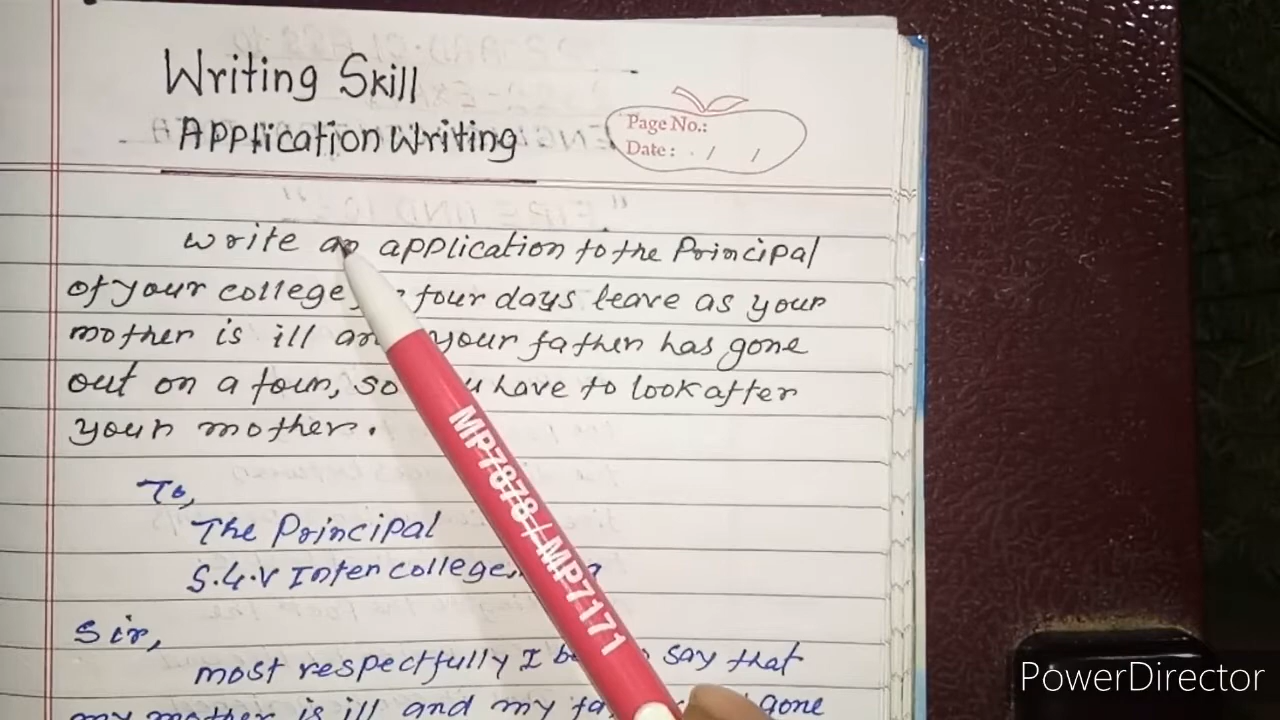 Writing Skill
Application Writing
Page No.:
Date: / /
Write an application to the Principal
of your college four days leave as your
mother is ill your father has gone
out on a tour, so have to look after
your mother.
To,
The Principal
S.G.V Inter college,
Sir,
most respectfully I say that
my mother is ill and my gone
MP7878/MP7171
PowerDirector